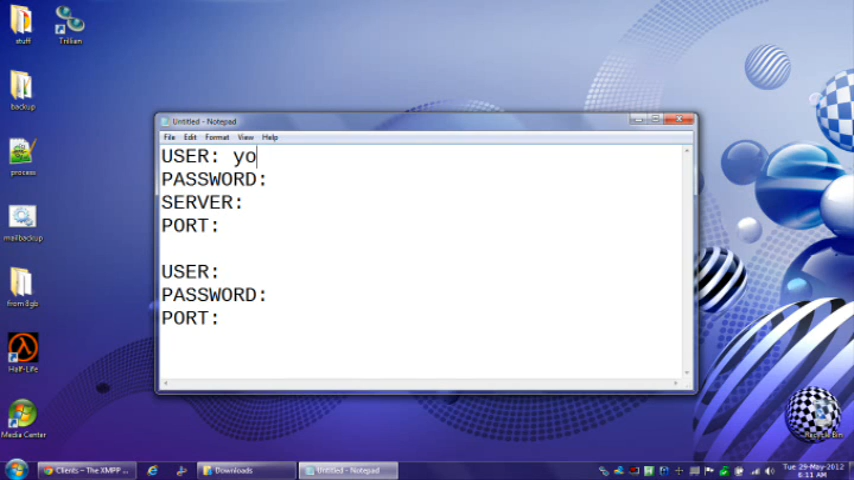 stuff
Trillian
backup
process
mailbackup
from 8gb
Half-Life
Media Center
Untitled - Notepad
File Edit Format View Help
USER: yo
PASSWORD:
SERVER:
PORT:
USER:
PASSWORD:
PORT:
Recycle Bin
Clients – The XMPP ...
Downloads
Untitled - Notepad
Tue 29-May-2012
6:11 AM